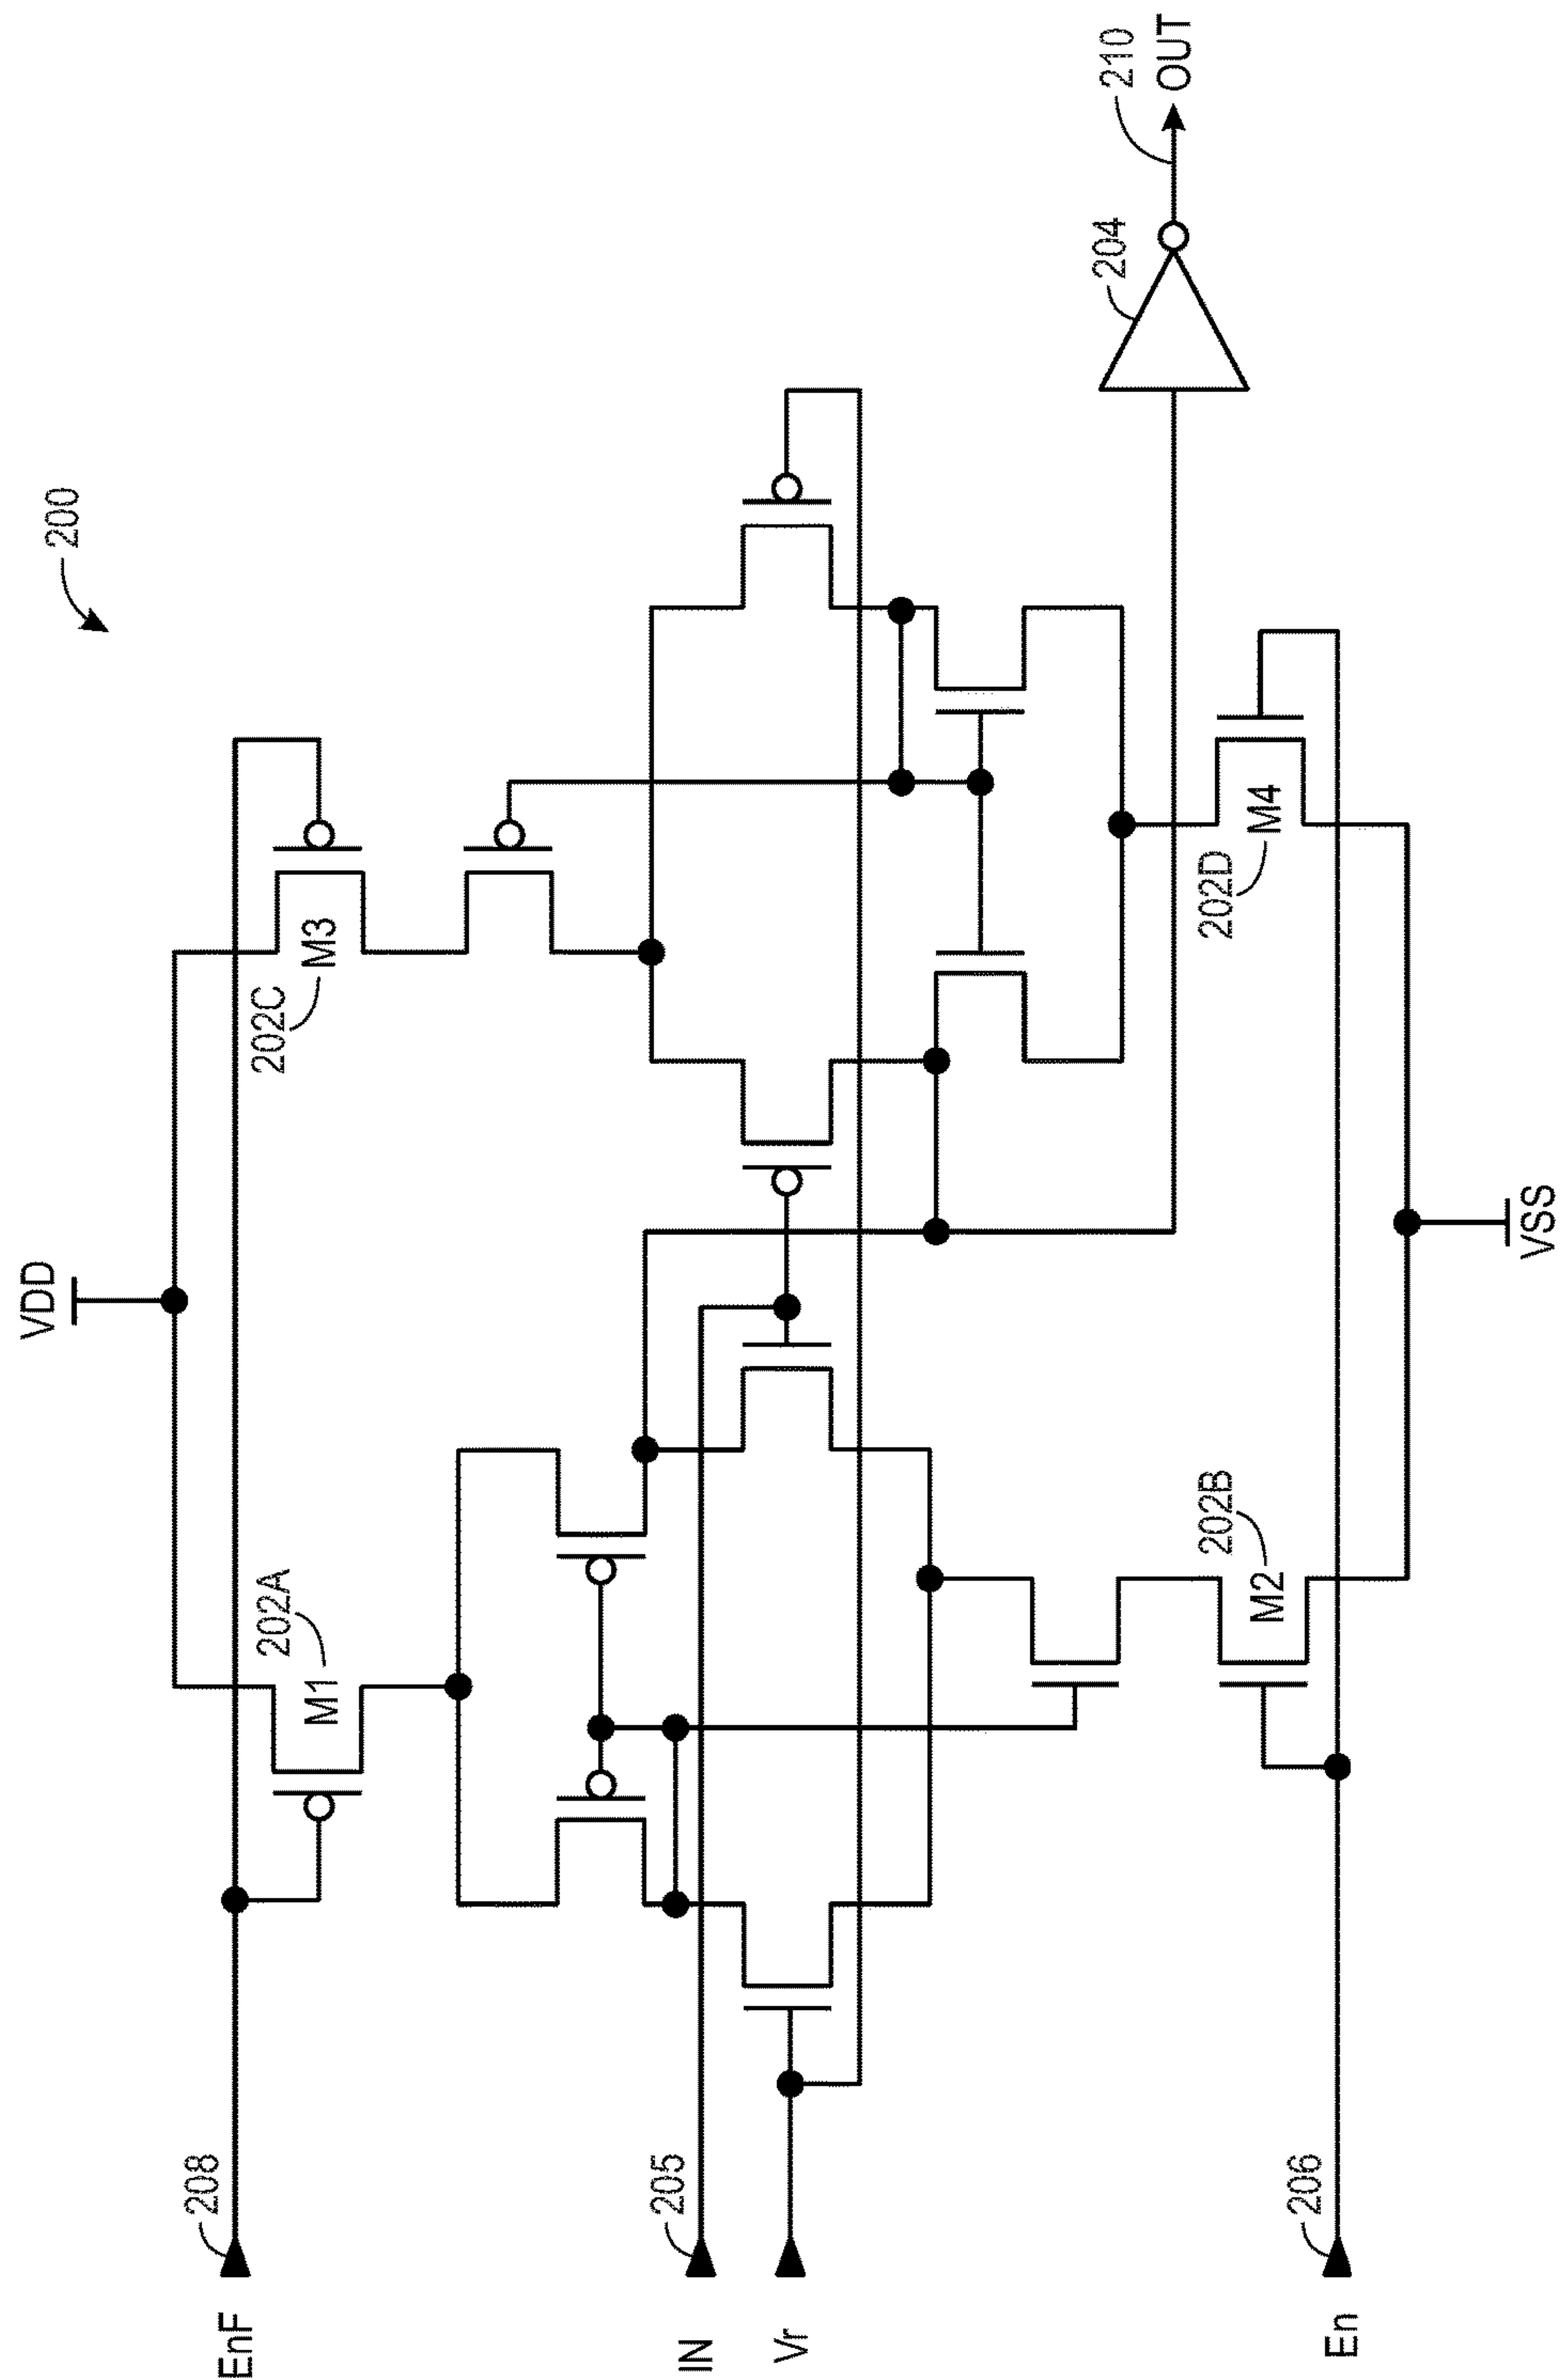 200
VDD
EnF
208
M1
202A
202C
M3
IN
205
Vr
204
210
OUT
En
206
M2
202B
202D
M4
VSS